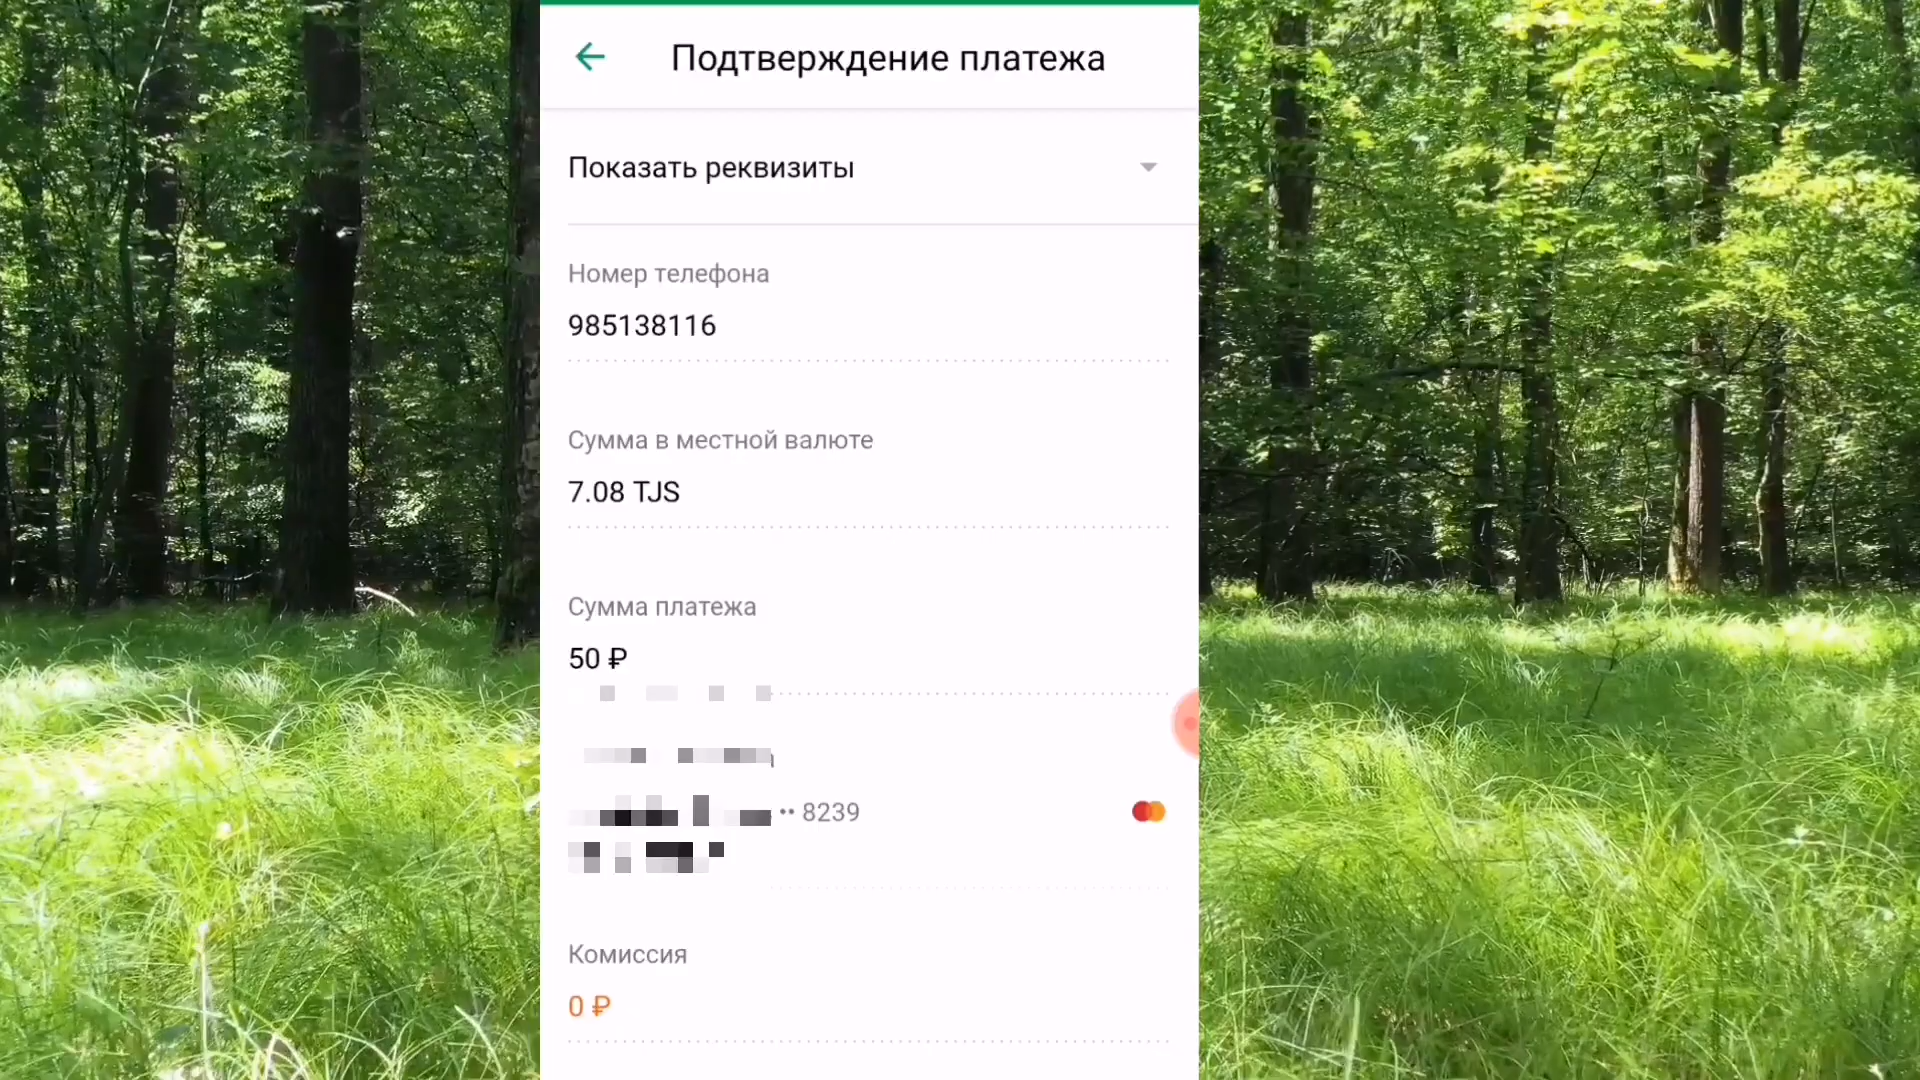 Подтверждение платежа
Показать реквизиты
Номер телефона
985138116
Сумма в местной валюте
7.08 TJS
Сумма платежа
50 ₽
•• 8239
Комиссия
0 ₽